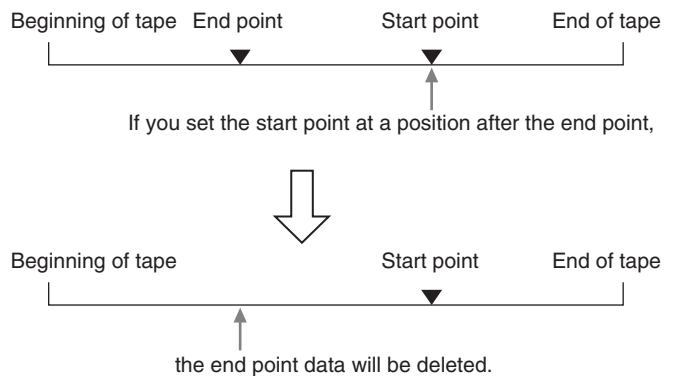 Beginning of tape End point Start point End of tape
If you set the start point at a position after the end point,
Beginning of tape Start point End of tape
the end point data will be deleted.